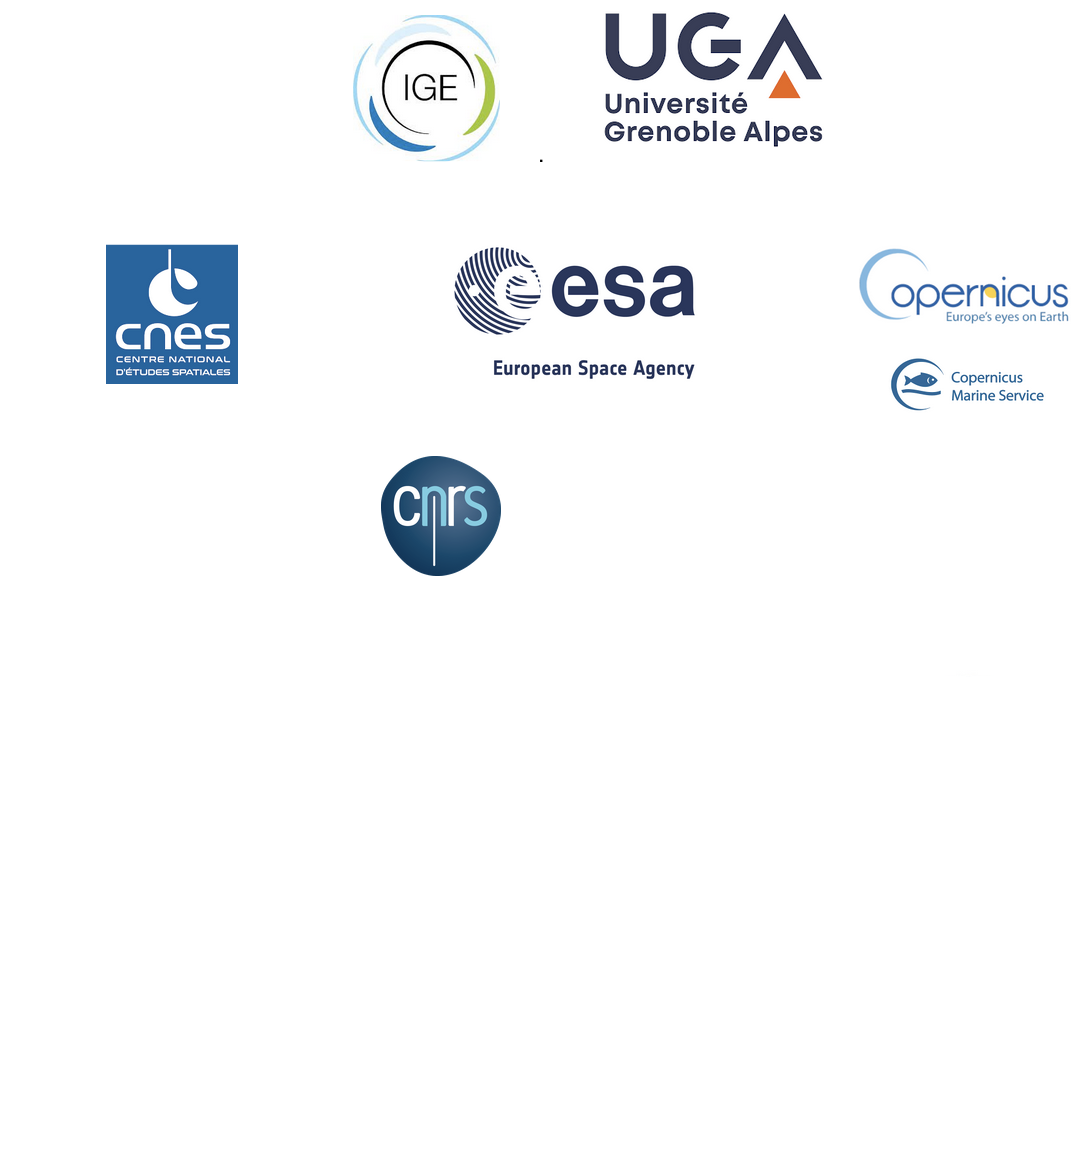 IGE
UGA
Université
Grenoble Alpes
.
cnes
CENTRE NATIONAL
D'ÉTUDES SPATIALES
esa
European Space Agency
opernicus
Europe's eyes on Earth
Copernicus
Marine Service
cnrs